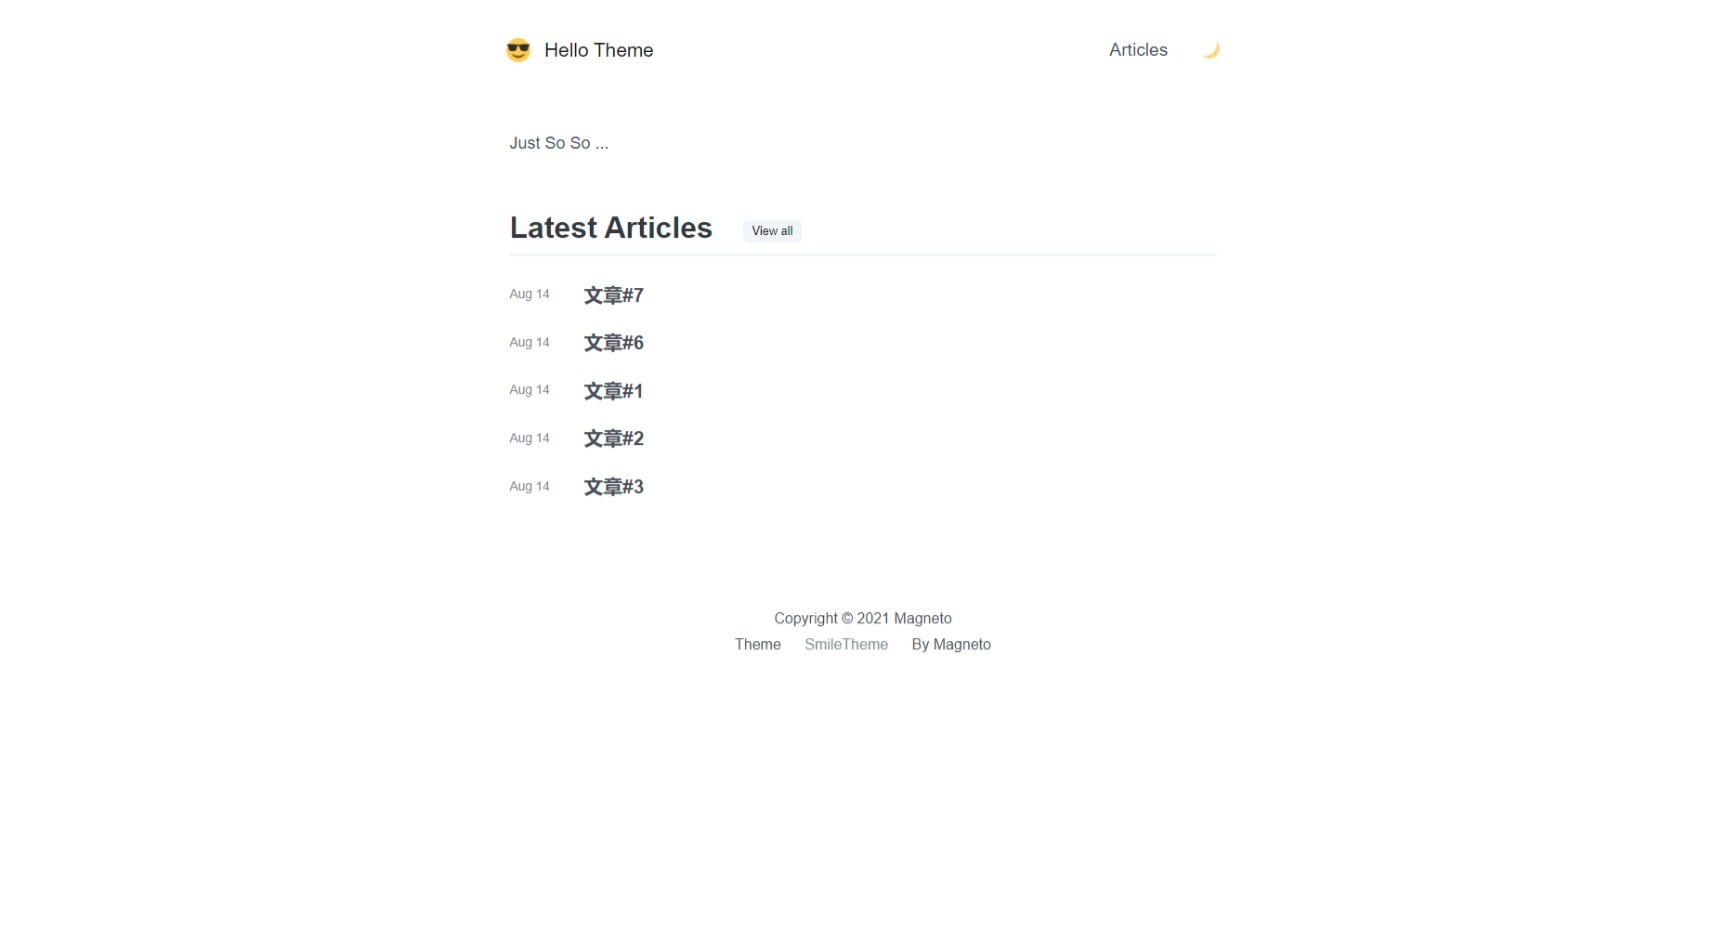 😎 Hello Theme Articles 🌙
Just So So ...
Latest Articles View all
Aug 14 文章#7
Aug 14 文章#6
Aug 14 文章#1
Aug 14 文章#2
Aug 14 文章#3
Copyright © 2021 Magneto
Theme SmileTheme By Magneto